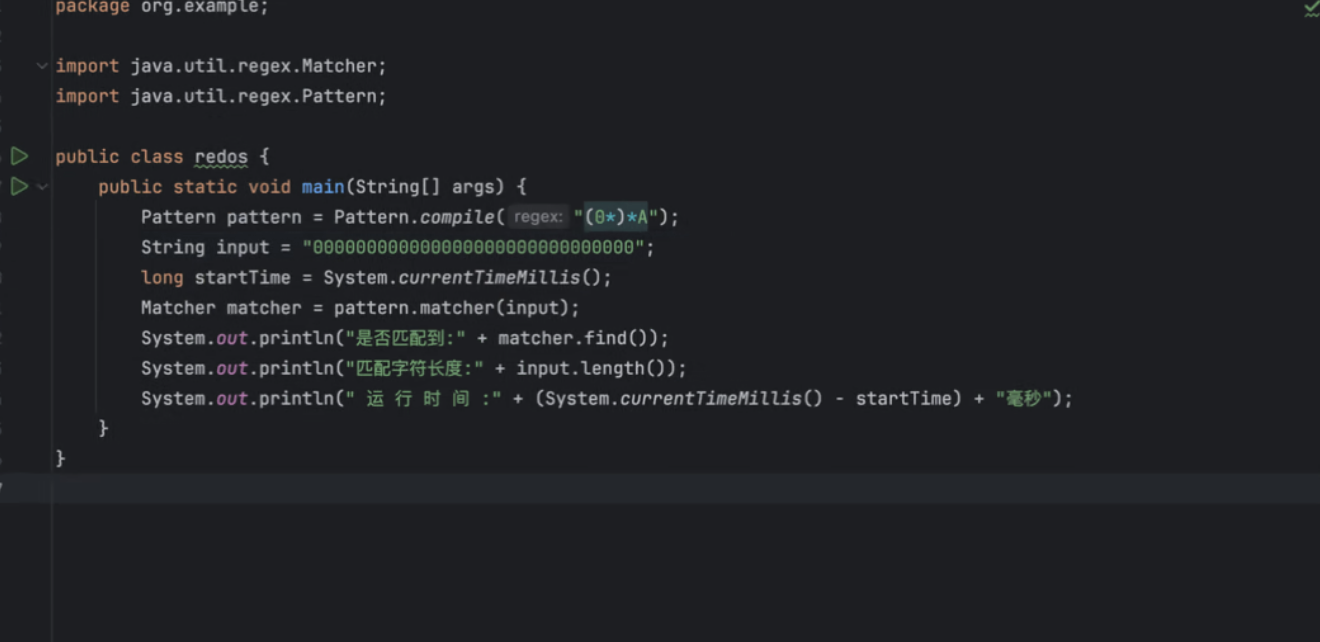 package org.example;
import java.util.regex.Matcher;
import java.util.regex.Pattern;
public class redos {
public static void main(String[] args) {
Pattern pattern = Pattern.compile( regex: "(0*)*A");
String input = "000000000000000000000000000000";
long startTime = System.currentTimeMillis();
Matcher matcher = pattern.matcher(input);
System.out.println("是否匹配到:" + matcher.find());
System.out.println("匹配字符长度:" + input.length());
System.out.println(" 运 行 时 间 :" + (System.currentTimeMillis() - startTime) + "毫秒");
}
}